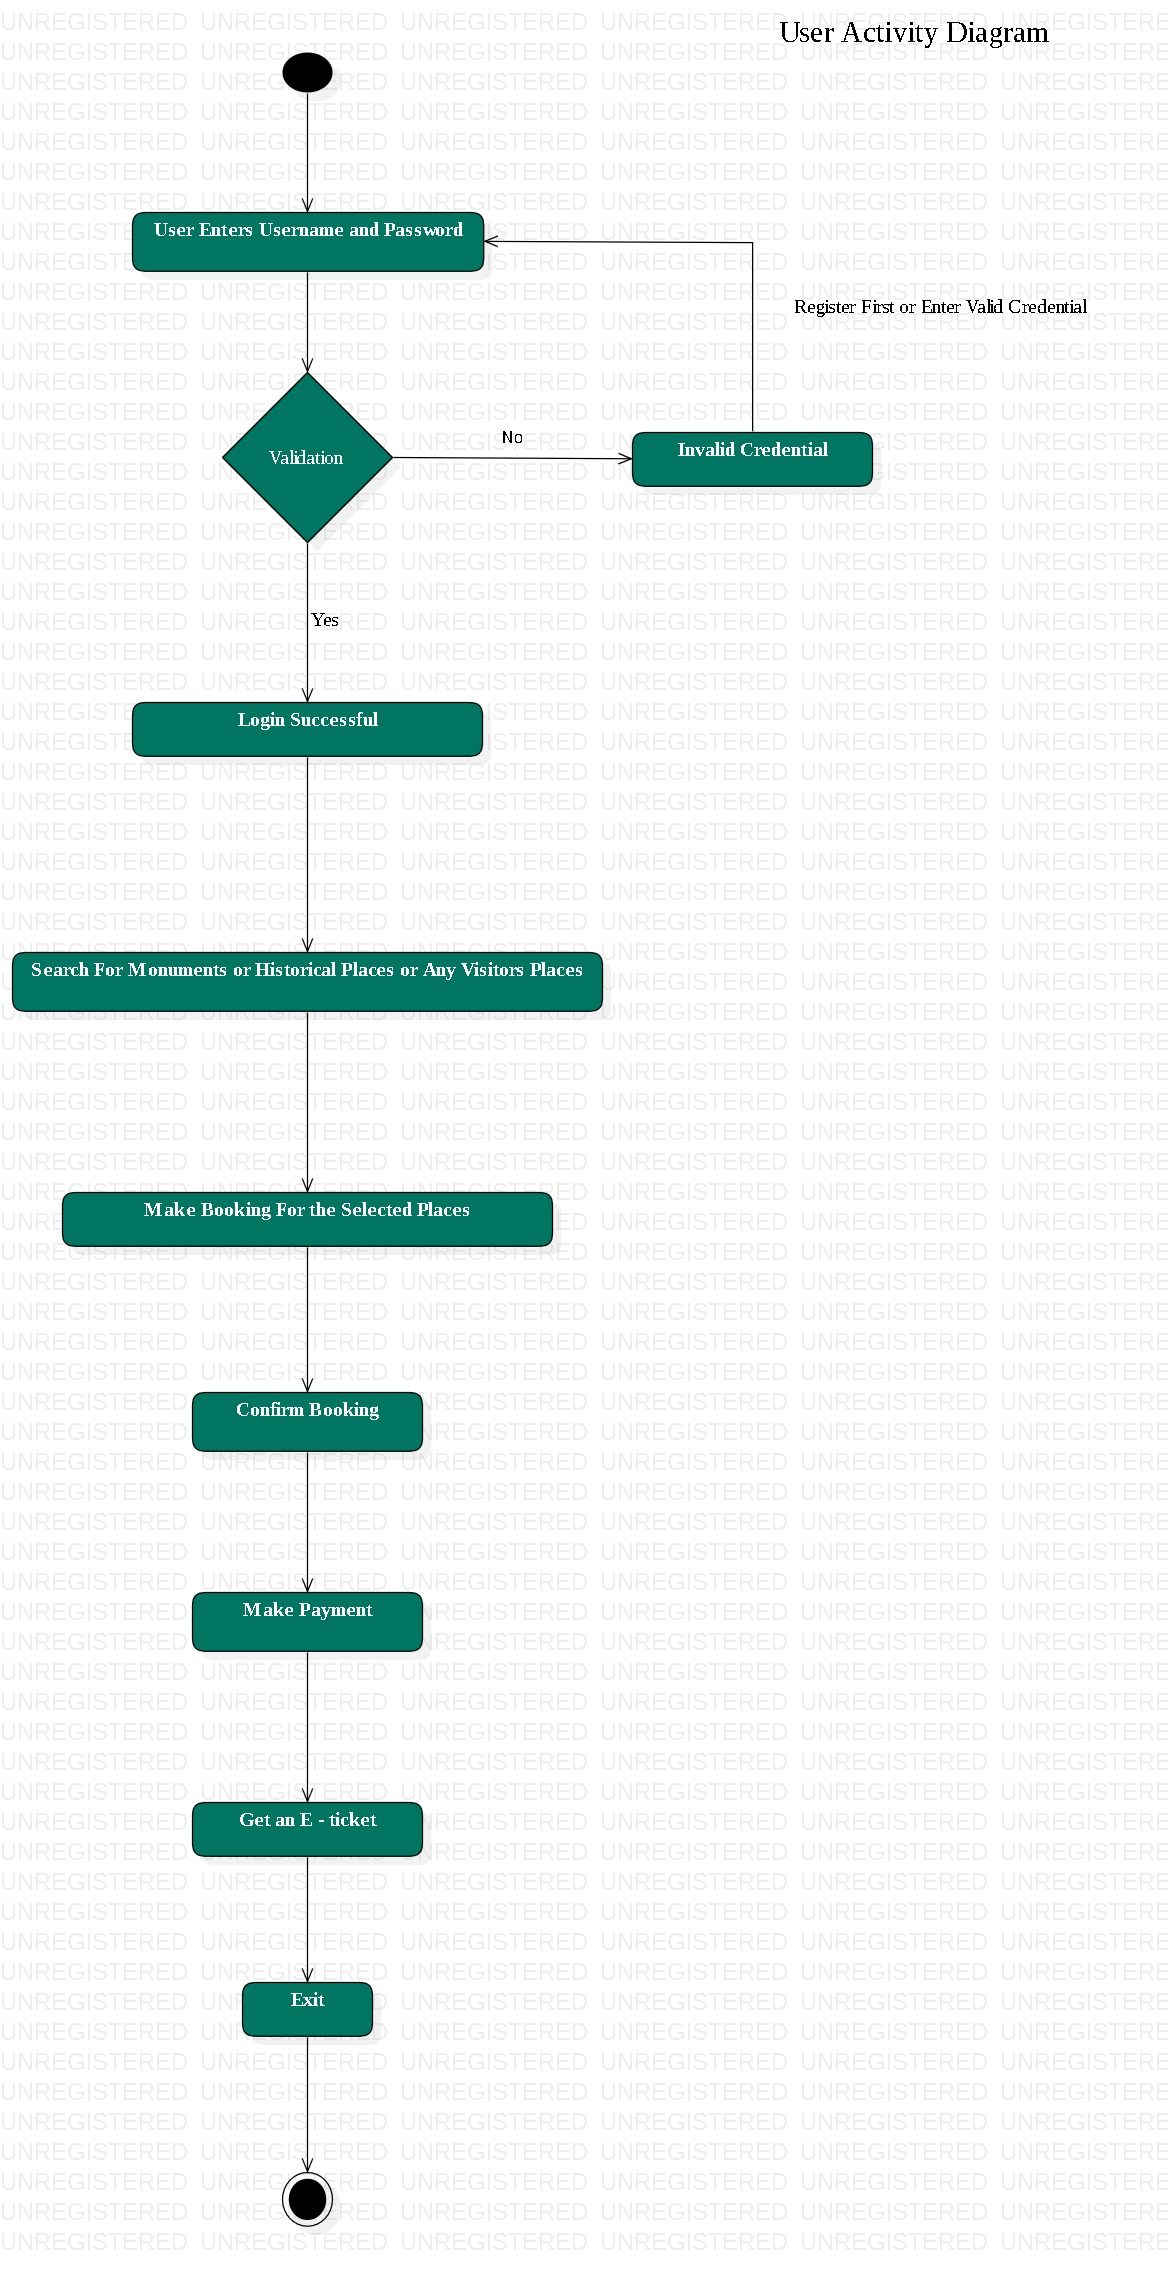 User Activity Diagram
User Enters Username and Password
Register First or Enter Valid Credential
Validation
No
Invalid Credential
Yes
Login Successful
Search For Monuments or Historical Places or Any Visitors Places
Make Booking For the Selected Places
Confirm Booking
Make Payment
Get an E - ticket
Exit
UNREGISTERED